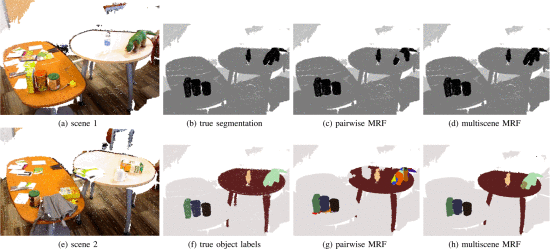 (a) scene 1
(b) true segmentation
(c) pairwise MRF
(d) multiscene MRF
(e) scene 2
(f) true object labels
(g) pairwise MRF
(h) multiscene MRF